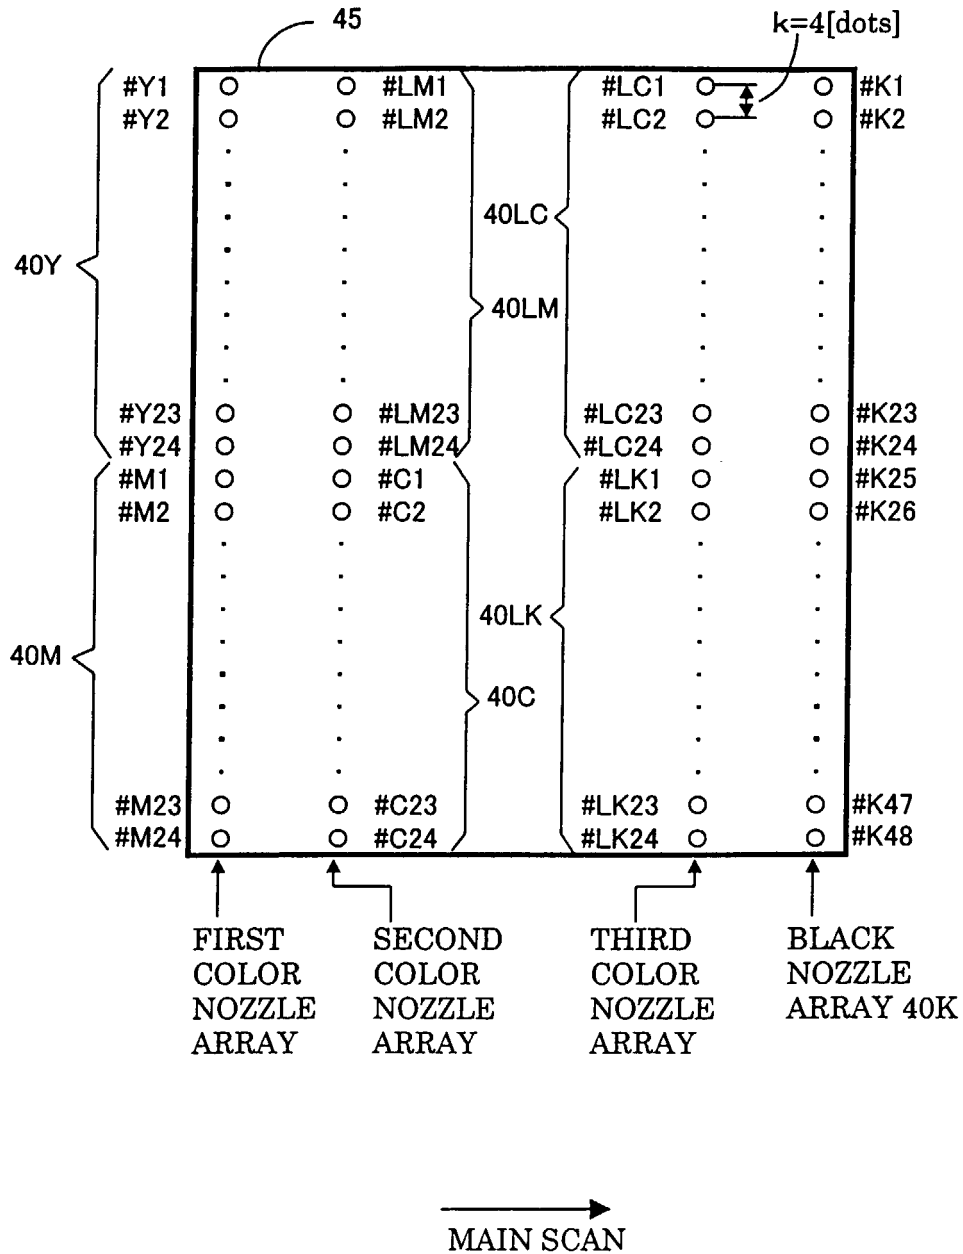 45
k=4[dots]
#Y1 #LM1 #LC1 #K1
#Y2 #LM2 #LC2 #K2
40LC
40Y
40LM
#Y23 #LM23 #LC23 #K23
#Y24 #LM24 #LC24 #K24
#M1 #C1 #LK1 #K25
#M2 #C2 #LK2 #K26
40LK
40M
40C
#M23 #C23 #LK23 #K47
#M24 #C24 #LK24 #K48
FIRST
COLOR
NOZZLE
ARRAY
SECOND
COLOR
NOZZLE
ARRAY
THIRD
COLOR
NOZZLE
ARRAY
BLACK
NOZZLE
ARRAY 40K
MAIN SCAN